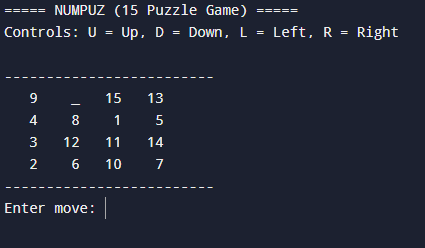 ===== NUMPUZ (15 Puzzle Game) =====
Controls: U = Up, D = Down, L = Left, R = Right
-------------------------
9 _ 15 13
4 8 1 5
3 12 11 14
2 6 10 7
-------------------------
Enter move: